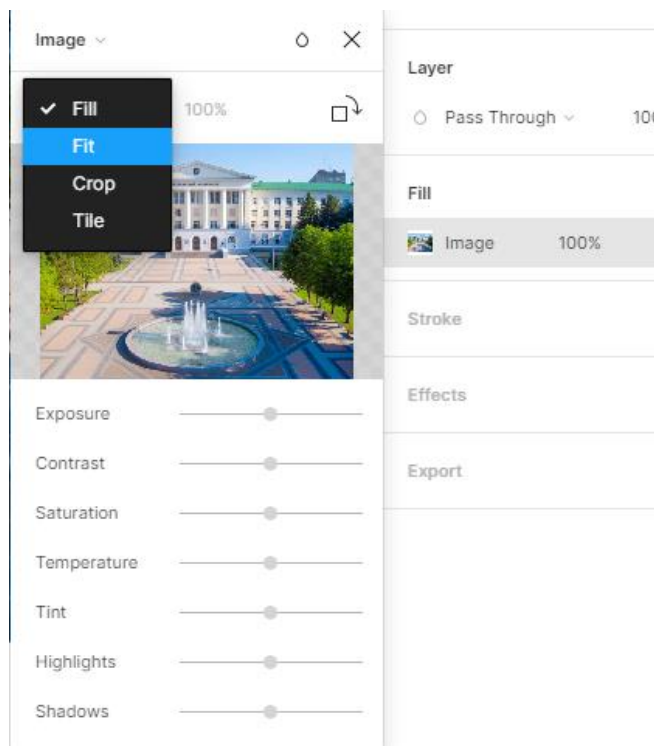 Image
Fill
Fit
Crop
Tile
100%
Exposure
Contrast
Saturation
Temperature
Tint
Highlights
Shadows
Layer
Pass Through
Fill
Image 100%
Stroke
Effects
Export